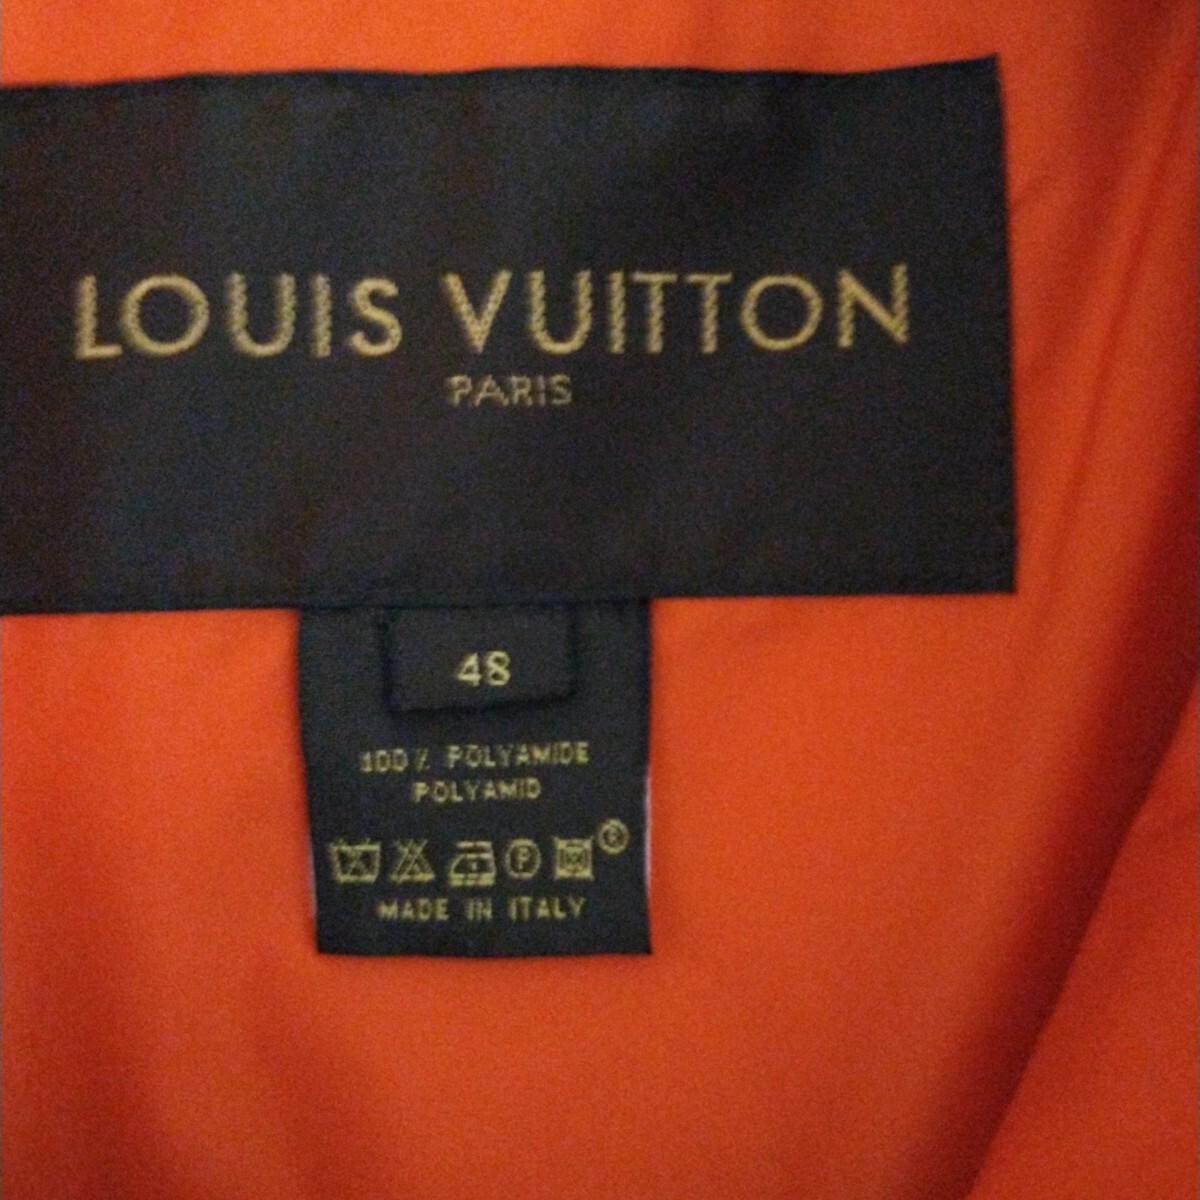 LOUIS VUITTON
PARIS
48
100% POLYAMIDE
POLYAMID
P
®
MADE IN ITALY